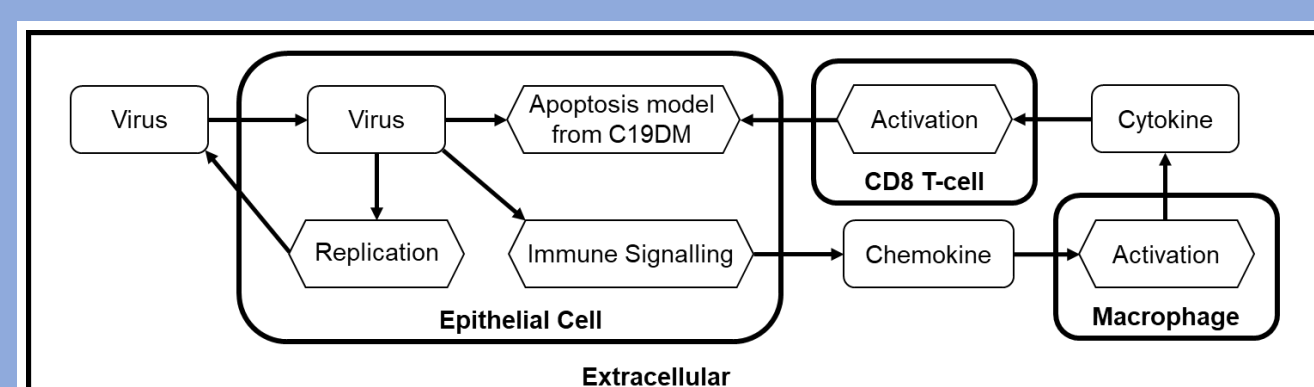 Virus
Virus
Apoptosis model
from C19DM
Activation
Cytokine
CD8 T-cell
Replication
Immune Signalling
Chemokine
Activation
Epithelial Cell
Macrophage
Extracellular